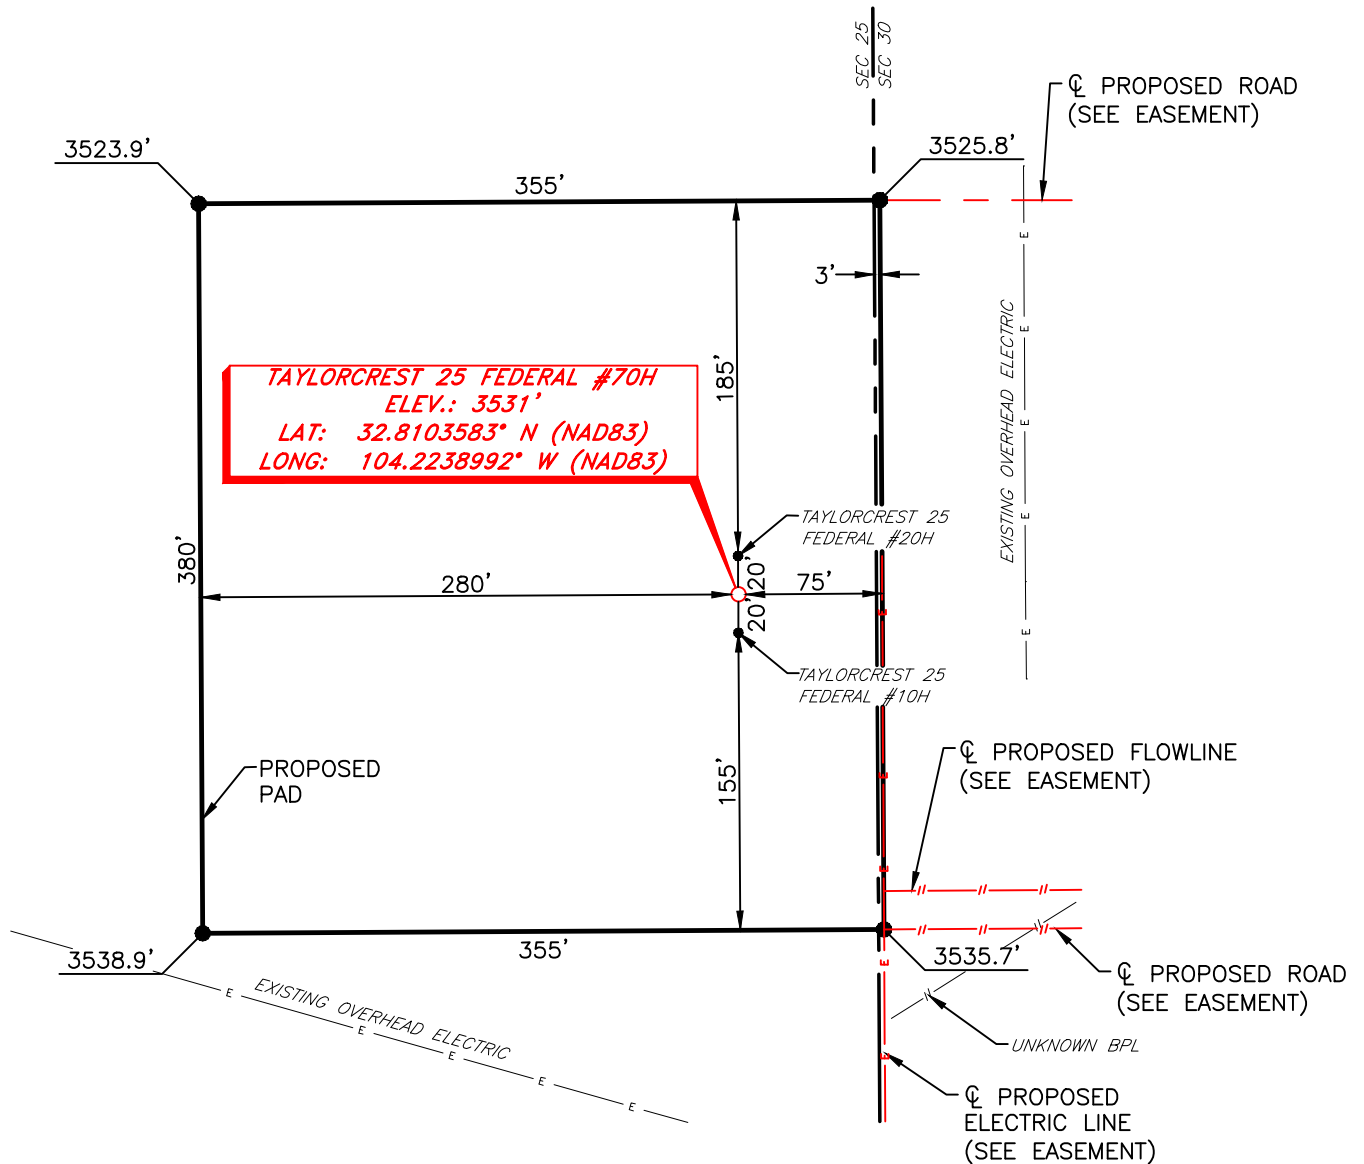 SEC 25
SEC 30
℄ PROPOSED ROAD
(SEE EASEMENT)
3523.9'
3525.8'
355'
3'
185'
EXISTING OVERHEAD ELECTRIC
E
E
E
E
E
TAYLORCREST 25 FEDERAL #70H
ELEV.: 3531'
LAT: 32.8103583° N (NAD83)
LONG: 104.2238992° W (NAD83)
TAYLORCREST 25
FEDERAL #20H
380'
280'
20'
20'
75'
E
TAYLORCREST 25
FEDERAL #10H
PROPOSED
PAD
155'
E
℄ PROPOSED FLOWLINE
(SEE EASEMENT)
E
355'
3538.9'
3535.7'
E
℄ PROPOSED ROAD
(SEE EASEMENT)
EXISTING OVERHEAD ELECTRIC
E
E
E
E
E
UNKNOWN BPL
E
℄ PROPOSED
ELECTRIC LINE
(SEE EASEMENT)